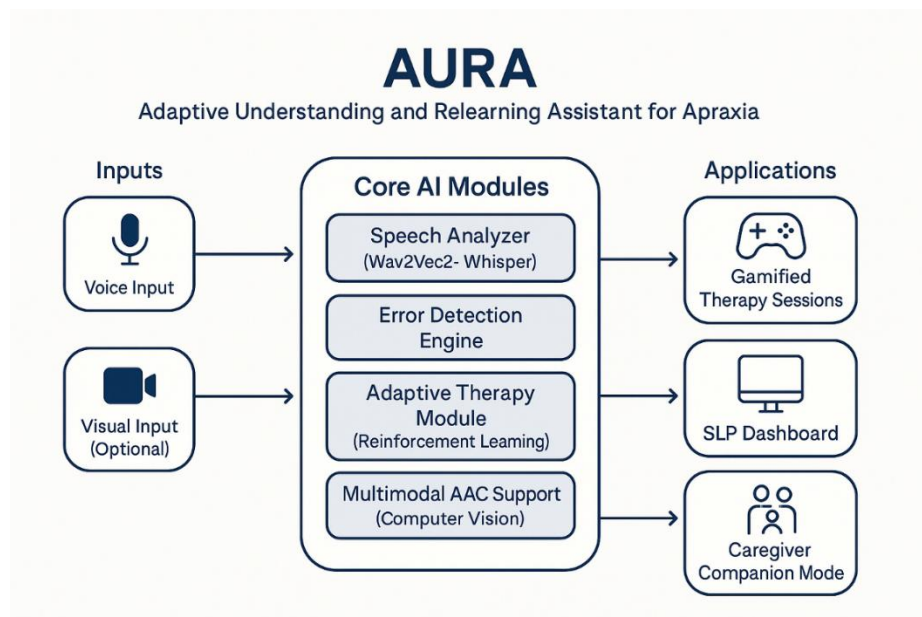 AURA
Adaptive Understanding and Relearning Assistant for Apraxia
Inputs
Voice Input
Visual Input
(Optional)
Core AI Modules
Speech Analyzer
(Wav2Vec2- Whisper)
Error Detection
Engine
Adaptive Therapy
Module
(Reinforcement Leaming)
Multimodal AAC Support
(Computer Vision)
Applications
Gamified
Therapy Sessions
SLP Dashboard
Caregiver
Companion Mode